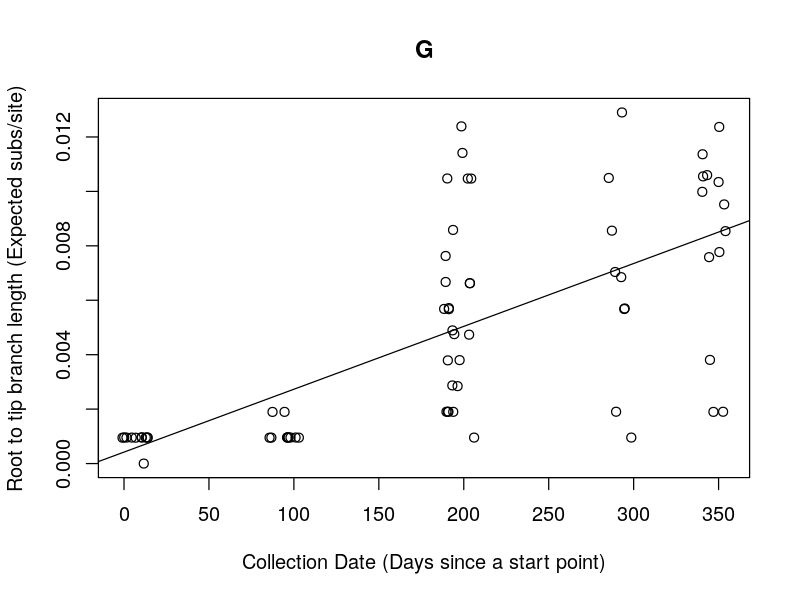 G
Root to tip branch length (Expected subs/site)
0.012
0.008
0.004
0.000
0 50 100 150 200 250 300 350
Collection Date (Days since a start point)